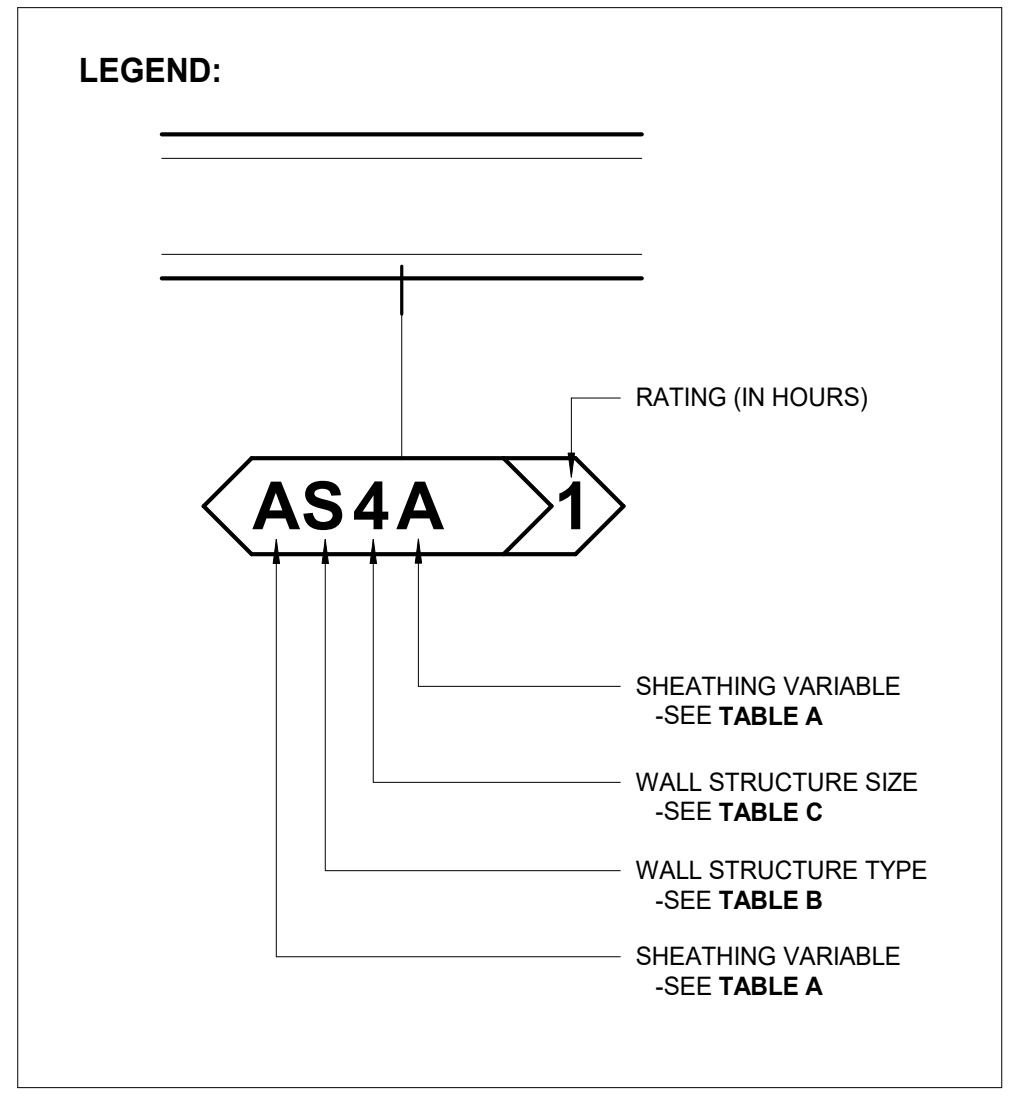 LEGEND:
RATING (IN HOURS)
AS4A 1
SHEATHING VARIABLE
-SEE TABLE A
WALL STRUCTURE SIZE
-SEE TABLE C
WALL STRUCTURE TYPE
-SEE TABLE B
SHEATHING VARIABLE
-SEE TABLE A